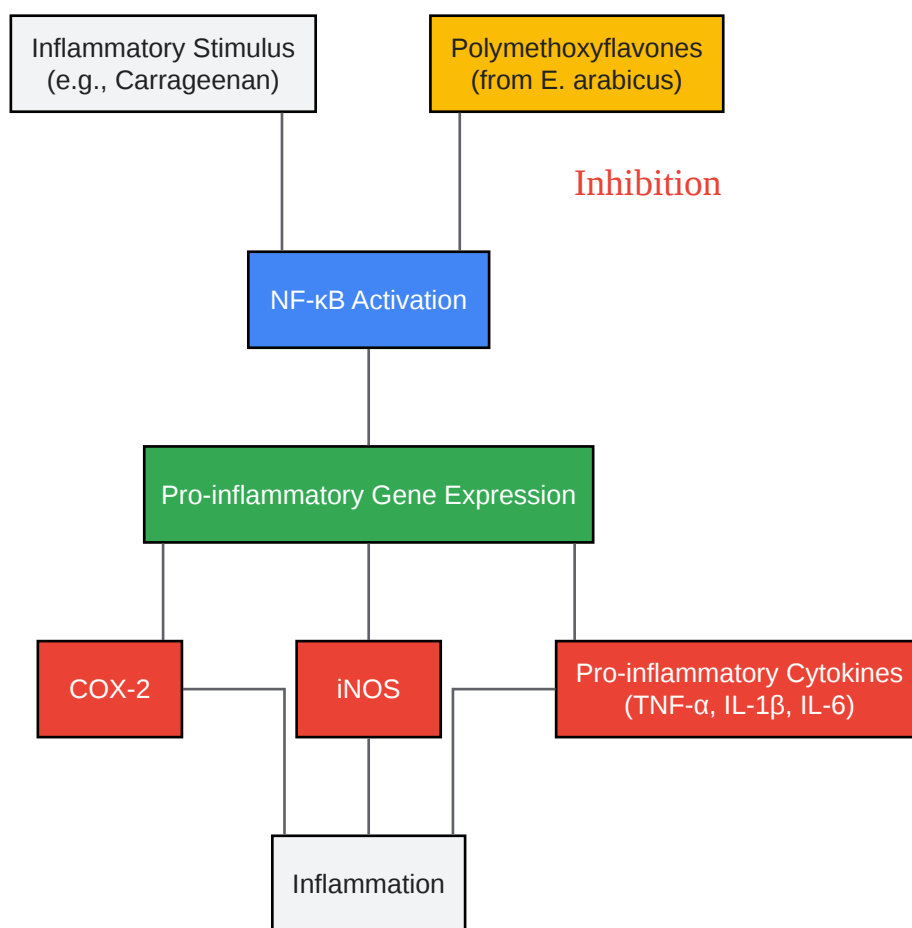 Inflammatory Stimulus
(e.g., Carrageenan)
Polymethoxyflavones
(from E. arabicus)
Inhibition
NF-κB Activation
Pro-inflammatory Gene Expression
COX-2
iNOS
Pro-inflammatory Cytokines
(TNF-α, IL-1β, IL-6)
Inflammation